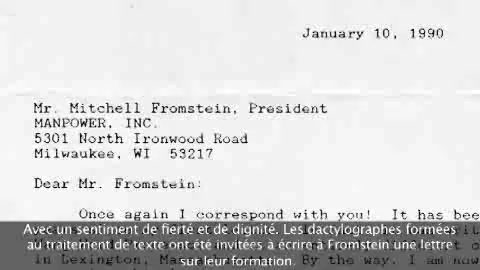 January 10, 1990
Mr. Mitchell Fromstein, President
MANPOWER, INC.
5301 North Ironwood Road
Milwaukee, WI 53217
Dear Mr. Fromstein:
Once again I correspond with you! It has bee
Avec un sentiment de fierté et de dignité. Les dactylographes formées
au traitement de texte ont été invitées à écrire à Fromstein une lettre
sur leur formation.
in Lexington, By the way. I am now